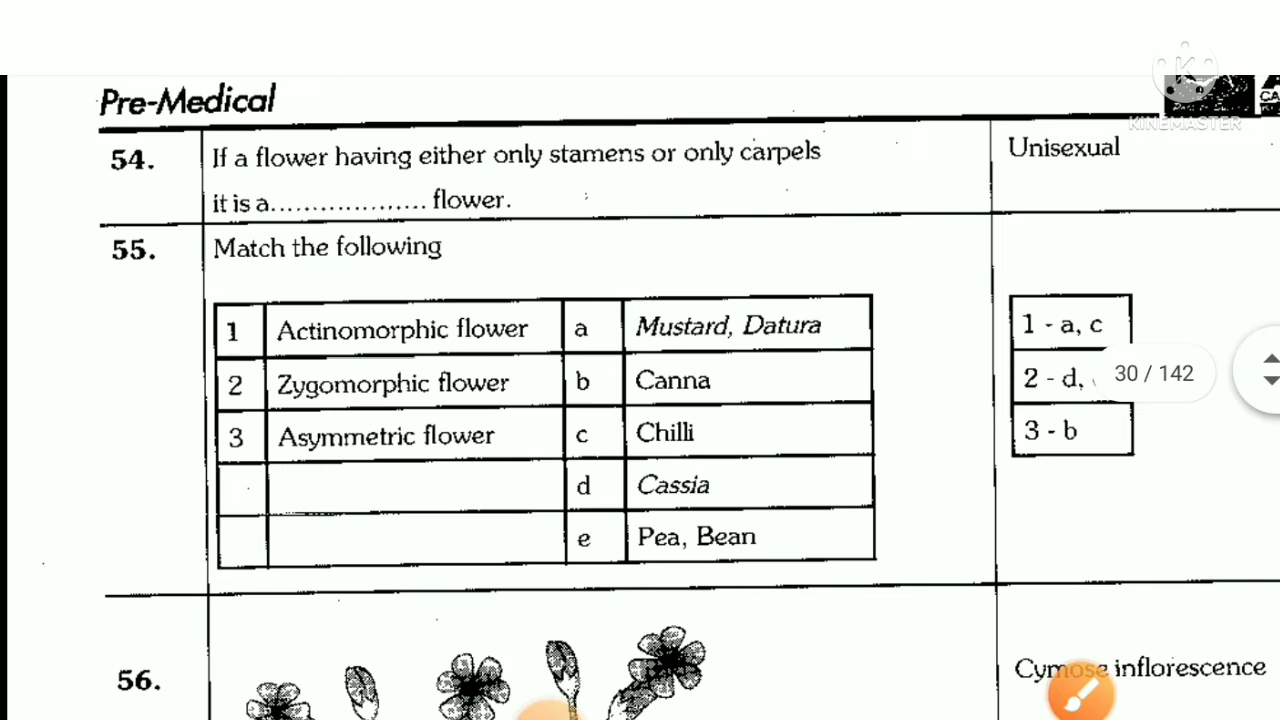 KINEMASTER
Pre-Medical
54.
If a flower having either only stamens or only carpels
it is a................... flower.
Unisexual
55.
Match the following
1 Actinomorphic flower a Mustard, Datura
2 Zygomorphic flower b Canna
3 Asymmetric flower c Chilli
d Cassia
e Pea, Bean
1 - a, c
2 - d,
3 - b
30 / 142
56.
Cymose inflorescence